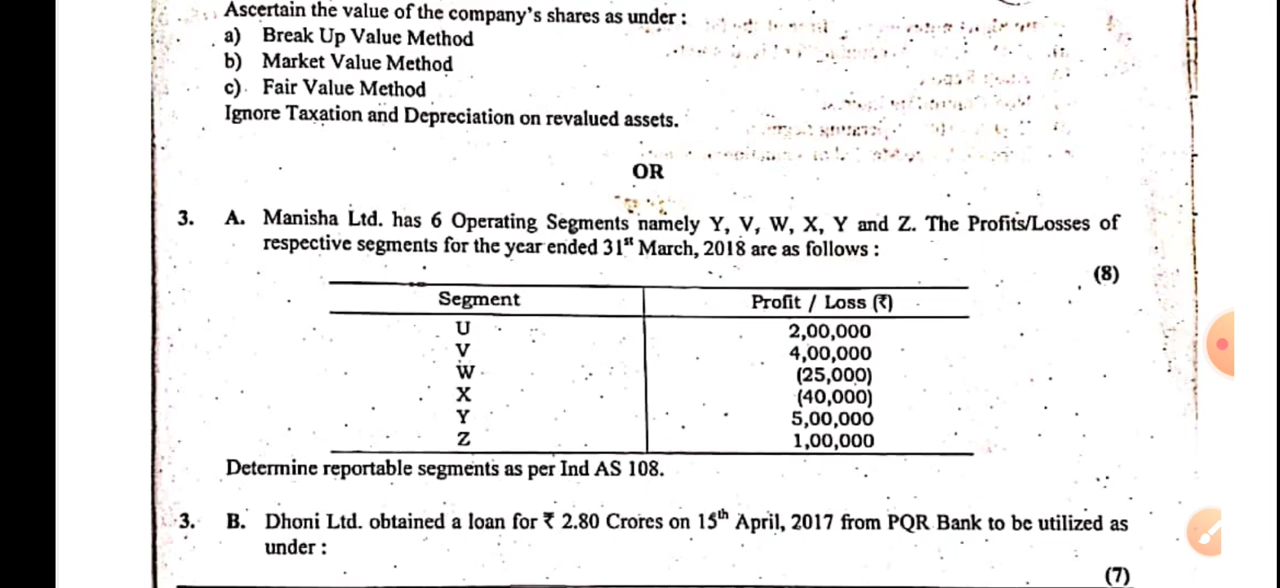 Ascertain the value of the company's shares as under :
a) Break Up Value Method
b) Market Value Method
c) Fair Value Method
Ignore Taxation and Depreciation on revalued assets.
OR
3. A. Manisha Ltd. has 6 Operating Segments namely Y, V, W, X, Y and Z. The Profits/Losses of
respective segments for the year ended 31st March, 2018 are as follows :
(8)
Segment Profit / Loss (₹)
U 2,00,000
V 4,00,000
W (25,000)
X (40,000)
Y 5,00,000
Z 1,00,000
Determine reportable segments as per Ind AS 108.
3. B. Dhoni Ltd. obtained a loan for ₹ 2.80 Crores on 15th April, 2017 from PQR Bank to be utilized as
under :
(7)